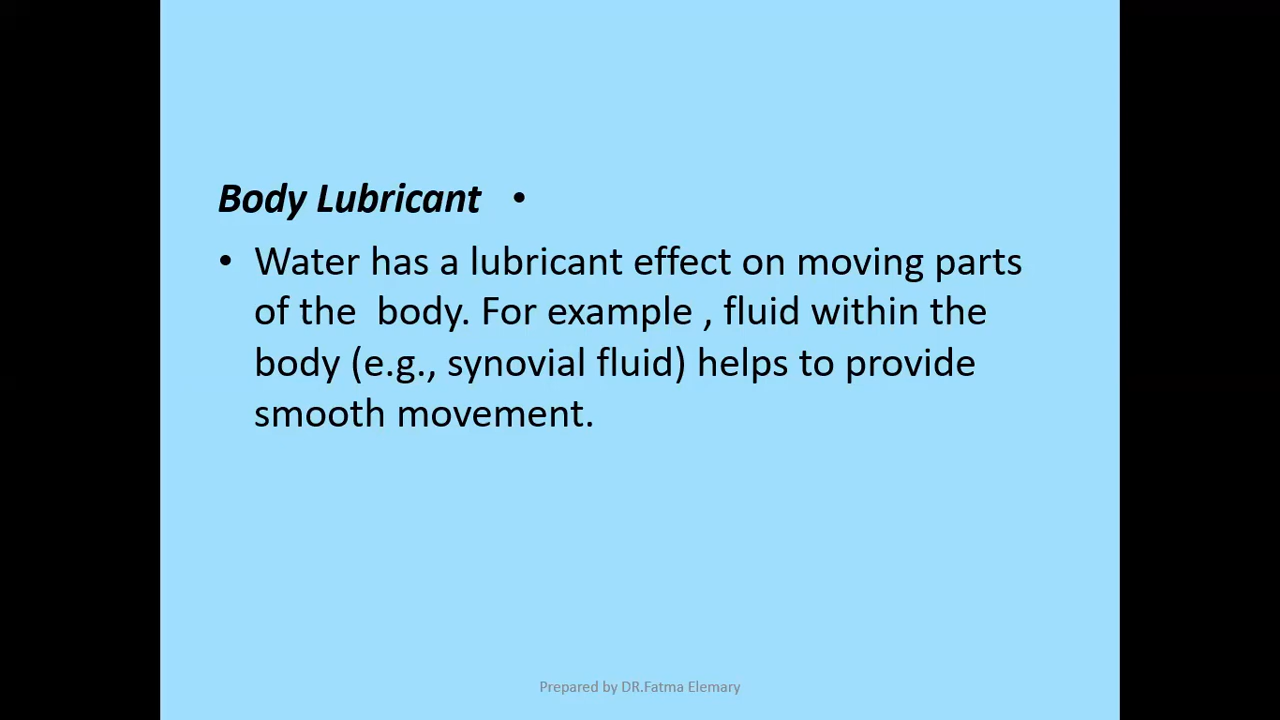 Body Lubricant •
• Water has a lubricant effect on moving parts
of the  body. For example , fluid within the
body (e.g., synovial fluid) helps to provide
smooth movement.
Prepared by DR.Fatma Elemary